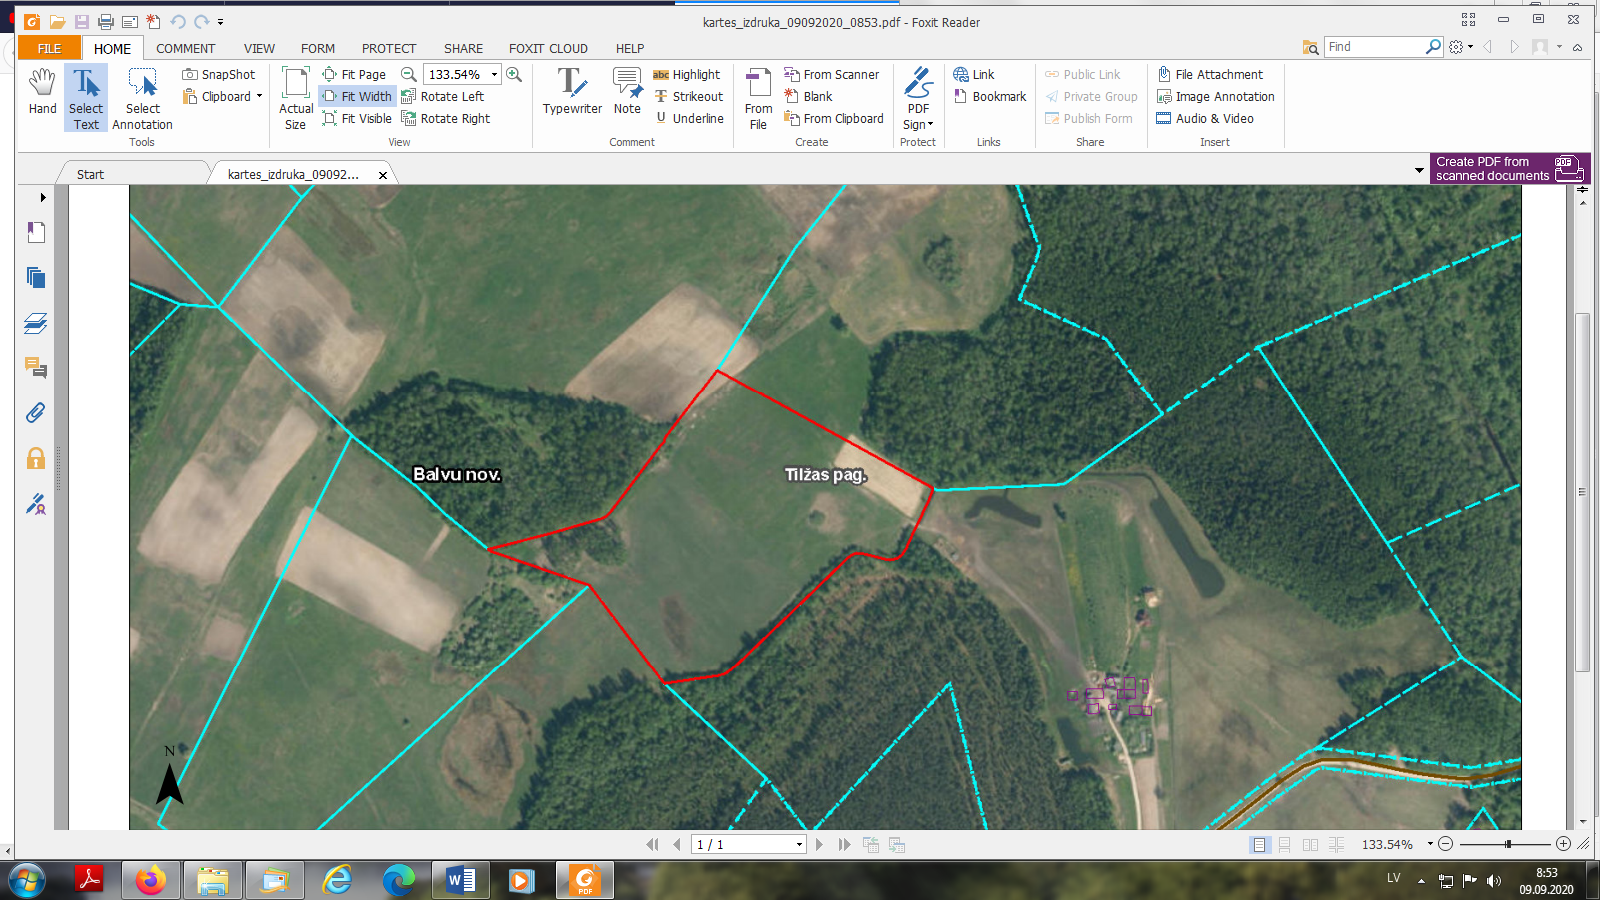 kartes_izdruka_09092020_0853.pdf - Foxit Reader
FILE HOME COMMENT VIEW FORM PROTECT SHARE FOXIT CLOUD HELP
Find
Hand
Select Text
Select Annotation
SnapShot
Clipboard
Tools
Actual Size
Fit Page
Fit Width
Fit Visible
133.54%
Rotate Left
Rotate Right
View
Typewriter
Note
abc Highlight
Strikeout
Underline
Comment
From File
From Scanner
Blank
From Clipboard
Create
PDF Sign
Protect
Link
Bookmark
Links
Public Link
Private Group
Publish Form
Share
File Attachment
Image Annotation
Audio & Video
Insert
Start
kartes_izdruka_09092...
Create PDF from
scanned documents
PDF
Balvu nov.
Tilžas pag.
N
1 / 1
133.54%
PDF
LV
8:53
09.09.2020